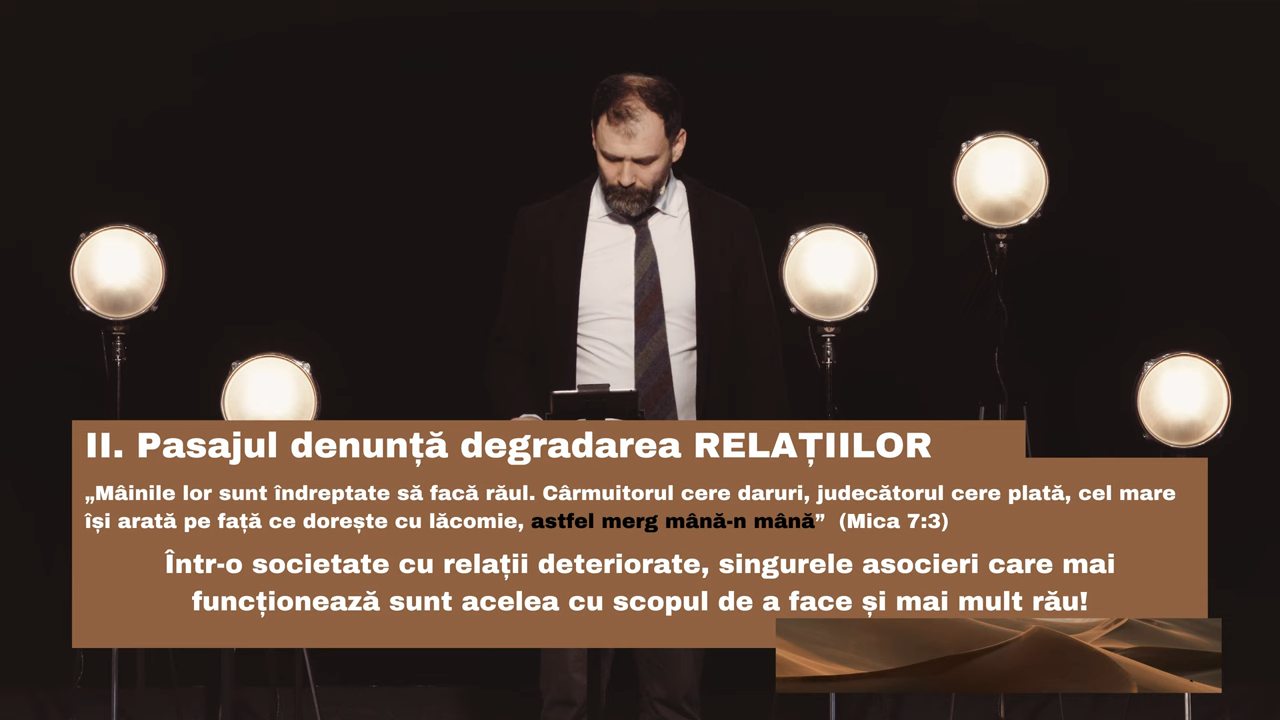 II. Pasajul denunță degradarea RELAȚIILOR
„Mâinile lor sunt îndreptate să facă răul. Cârmuitorul cere daruri, judecătorul cere plată, cel mare
își arată pe față ce dorește cu lăcomie, astfel merg mână-n mână” (Mica 7:3)
Într-o societate cu relații deteriorate, singurele asocieri care mai
funcționează sunt acelea cu scopul de a face și mai mult rău!